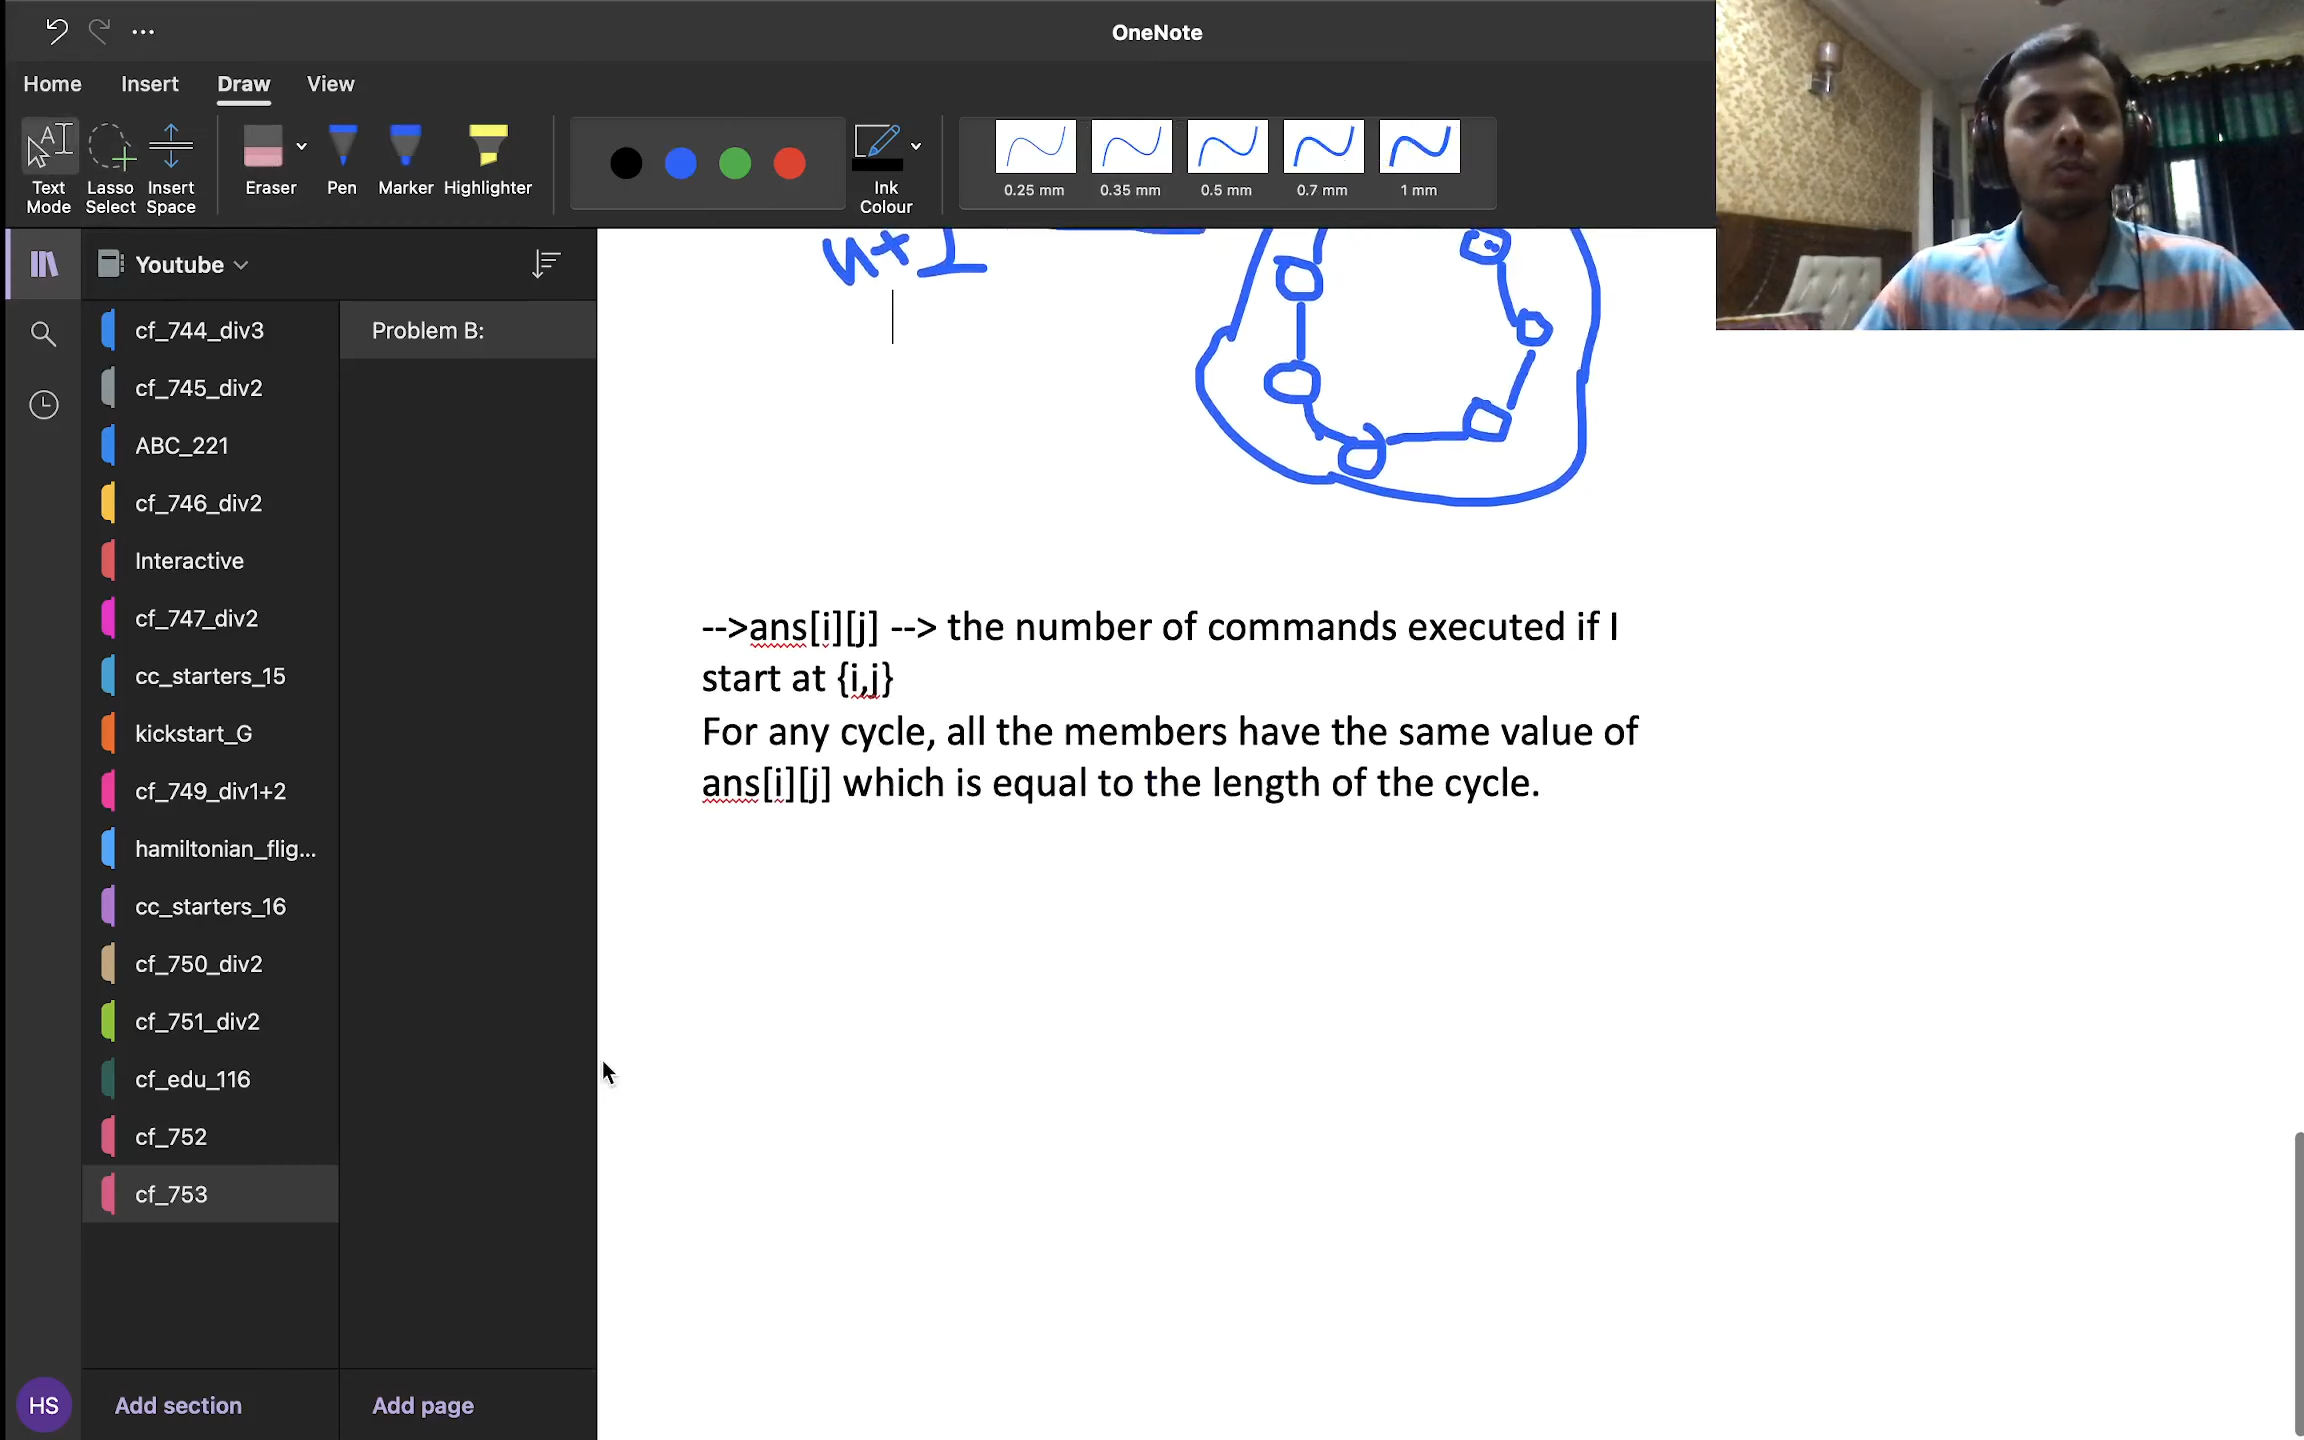 OneNote
Home Insert Draw View
Text Mode
Lasso Select
Insert Space
Eraser
Pen
Marker
Highlighter
Ink Colour
0.25 mm
0.35 mm
0.5 mm
0.7 mm
1 mm
Youtube
cf_744_div3
cf_745_div2
ABC_221
cf_746_div2
Interactive
cf_747_div2
cc_starters_15
kickstart_G
cf_749_div1+2
hamiltonian_flig...
cc_starters_16
cf_750_div2
cf_751_div2
cf_edu_116
cf_752
cf_753
HS
Add section
Problem B:
Add page
-->ans[i][j] --> the number of commands executed if I
start at {i,j}
For any cycle, all the members have the same value of
ans[i][j] which is equal to the length of the cycle.